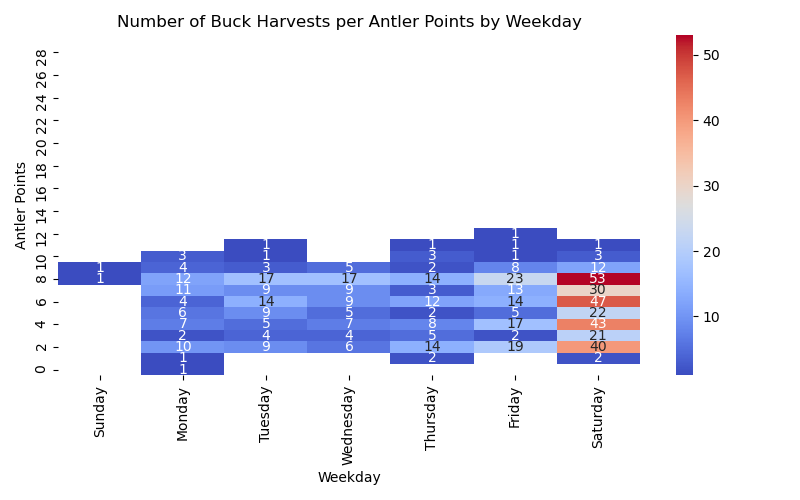 Number of Buck Harvests per Antler Points by Weekday
Antler Points
28
26
24
22
20
18
16
14
12
10
8
6
4
2
0
1
1 1 1
3 1 3 1 3
1 4 3 5 2 8 12
1 12 17 17 14 23 53
11 9 9 3 13 30
4 14 9 12 14 47
6 9 5 2 5 22
7 5 7 8 17 43
2 4 4 5 2 21
10 9 6 14 19 40
1 2 2
1
Sunday
Monday
Tuesday
Wednesday
Thursday
Friday
Saturday
Weekday
50
40
30
20
10